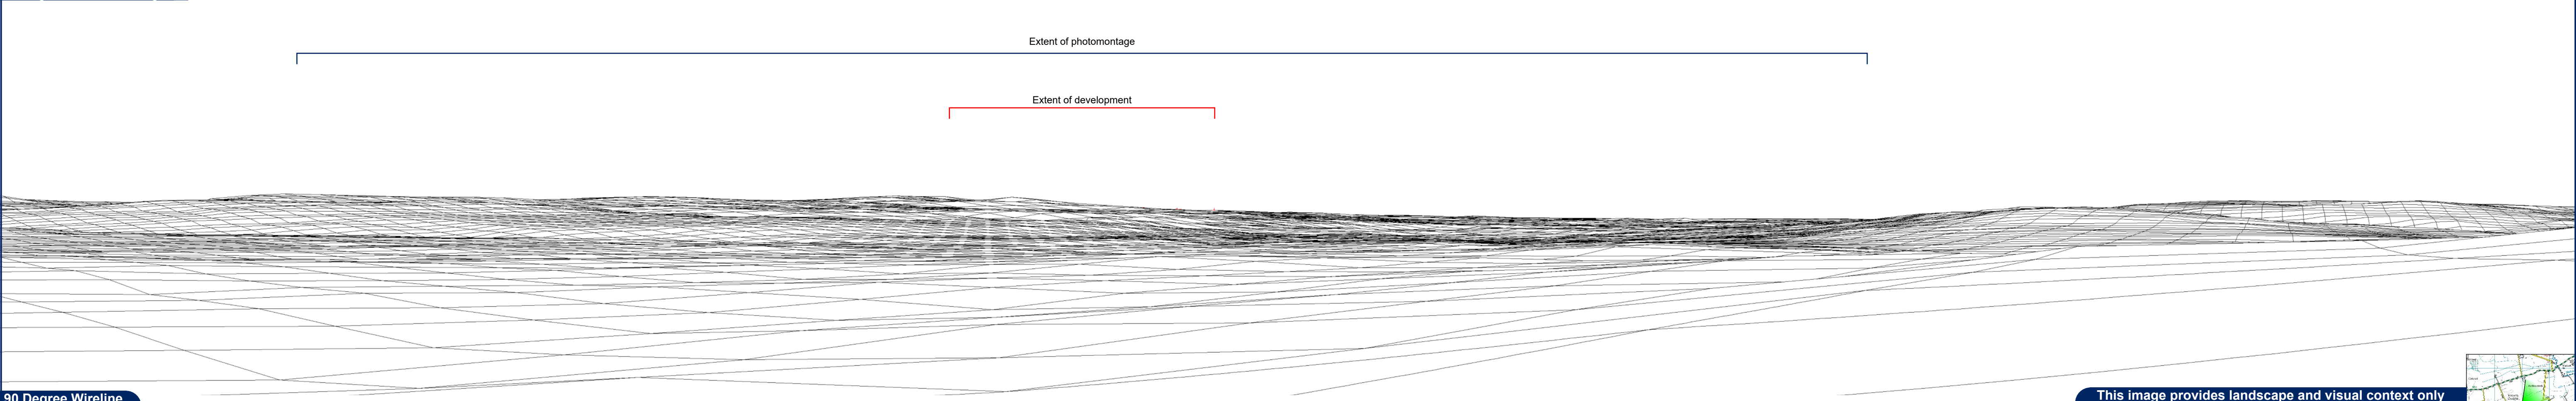 Extent of photomontage
Extent of development
90 Degree Wireline
This image provides landscape and visual context only